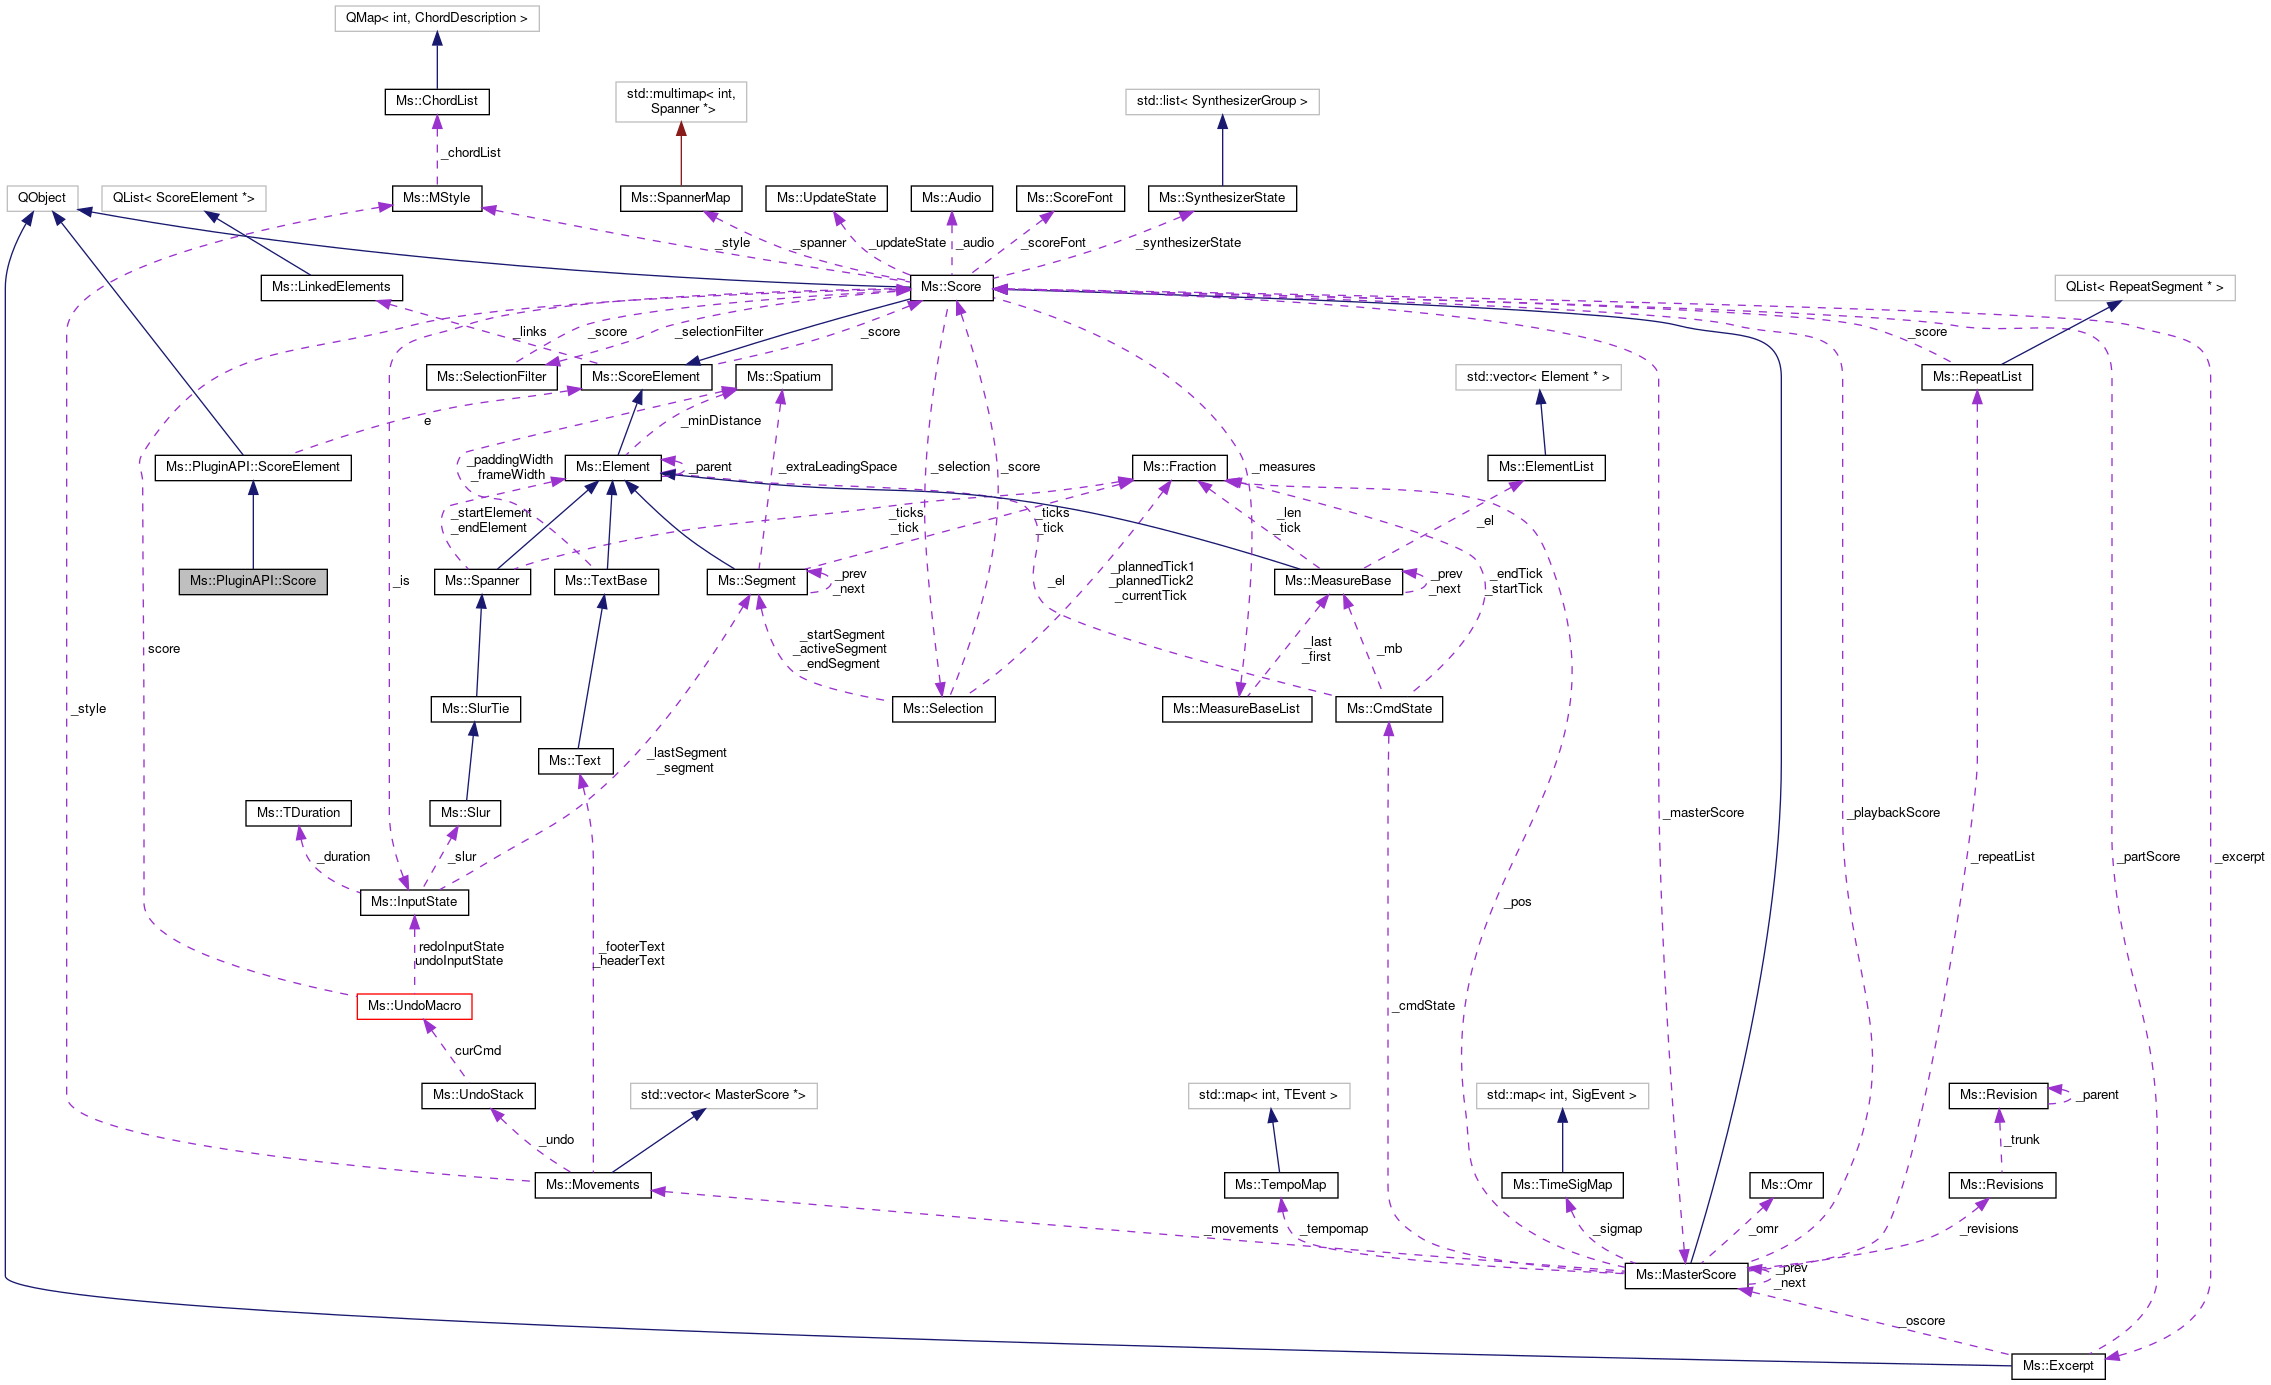 QMap< int, ChordDescription >
Ms::ChordList
std::multimap< int,
Spanner *>
std::list< SynthesizerGroup >
_chordList
QObject
QList< ScoreElement *>
Ms::MStyle
Ms::SpannerMap
Ms::UpdateState
Ms::Audio
Ms::ScoreFont
Ms::SynthesizerState
_style
_spanner
_updateState
_audio
_scoreFont
_synthesizerState
Ms::LinkedElements
Ms::Score
QList< RepeatSegment * >
_links
_score
_selectionFilter
_score
_score
Ms::SelectionFilter
Ms::ScoreElement
Ms::Spatium
std::vector< Element * >
Ms::RepeatList
e
_minDistance
Ms::PluginAPI::ScoreElement
_paddingWidth
_frameWidth
Ms::Element
_parent
_extraLeadingSpace
_selection
_score
Ms::Fraction
_measures
Ms::ElementList
_startElement
_endElement
_ticks
_tick
_ticks
_tick
_len
_tick
_el
Ms::PluginAPI::Score
_is
Ms::Spanner
Ms::TextBase
Ms::Segment
_prev
_next
_el
_plannedTick1
_plannedTick2
_currentTick
Ms::MeasureBase
_prev
_next
_endTick
_startTick
score
_startSegment
_activeSegment
_endSegment
_last
_first
_mb
_style
Ms::SlurTie
Ms::Selection
Ms::MeasureBaseList
Ms::CmdState
Ms::Text
_lastSegment
_segment
Ms::TDuration
Ms::Slur
_masterScore
_playbackScore
_duration
_slur
_repeatList
_partScore
_excerpt
Ms::InputState
_pos
redoInputState
undoInputState
_footerText
_headerText
Ms::UndoMacro
_cmdState
curCmd
Ms::UndoStack
std::vector< MasterScore *>
std::map< int, TEvent >
std::map< int, SigEvent >
Ms::Revision
_parent
_undo
_trunk
Ms::Movements
Ms::TempoMap
Ms::TimeSigMap
Ms::Omr
Ms::Revisions
_movements
_tempomap
_sigmap
_omr
_revisions
Ms::MasterScore
_prev
_next
_oscore
Ms::Excerpt